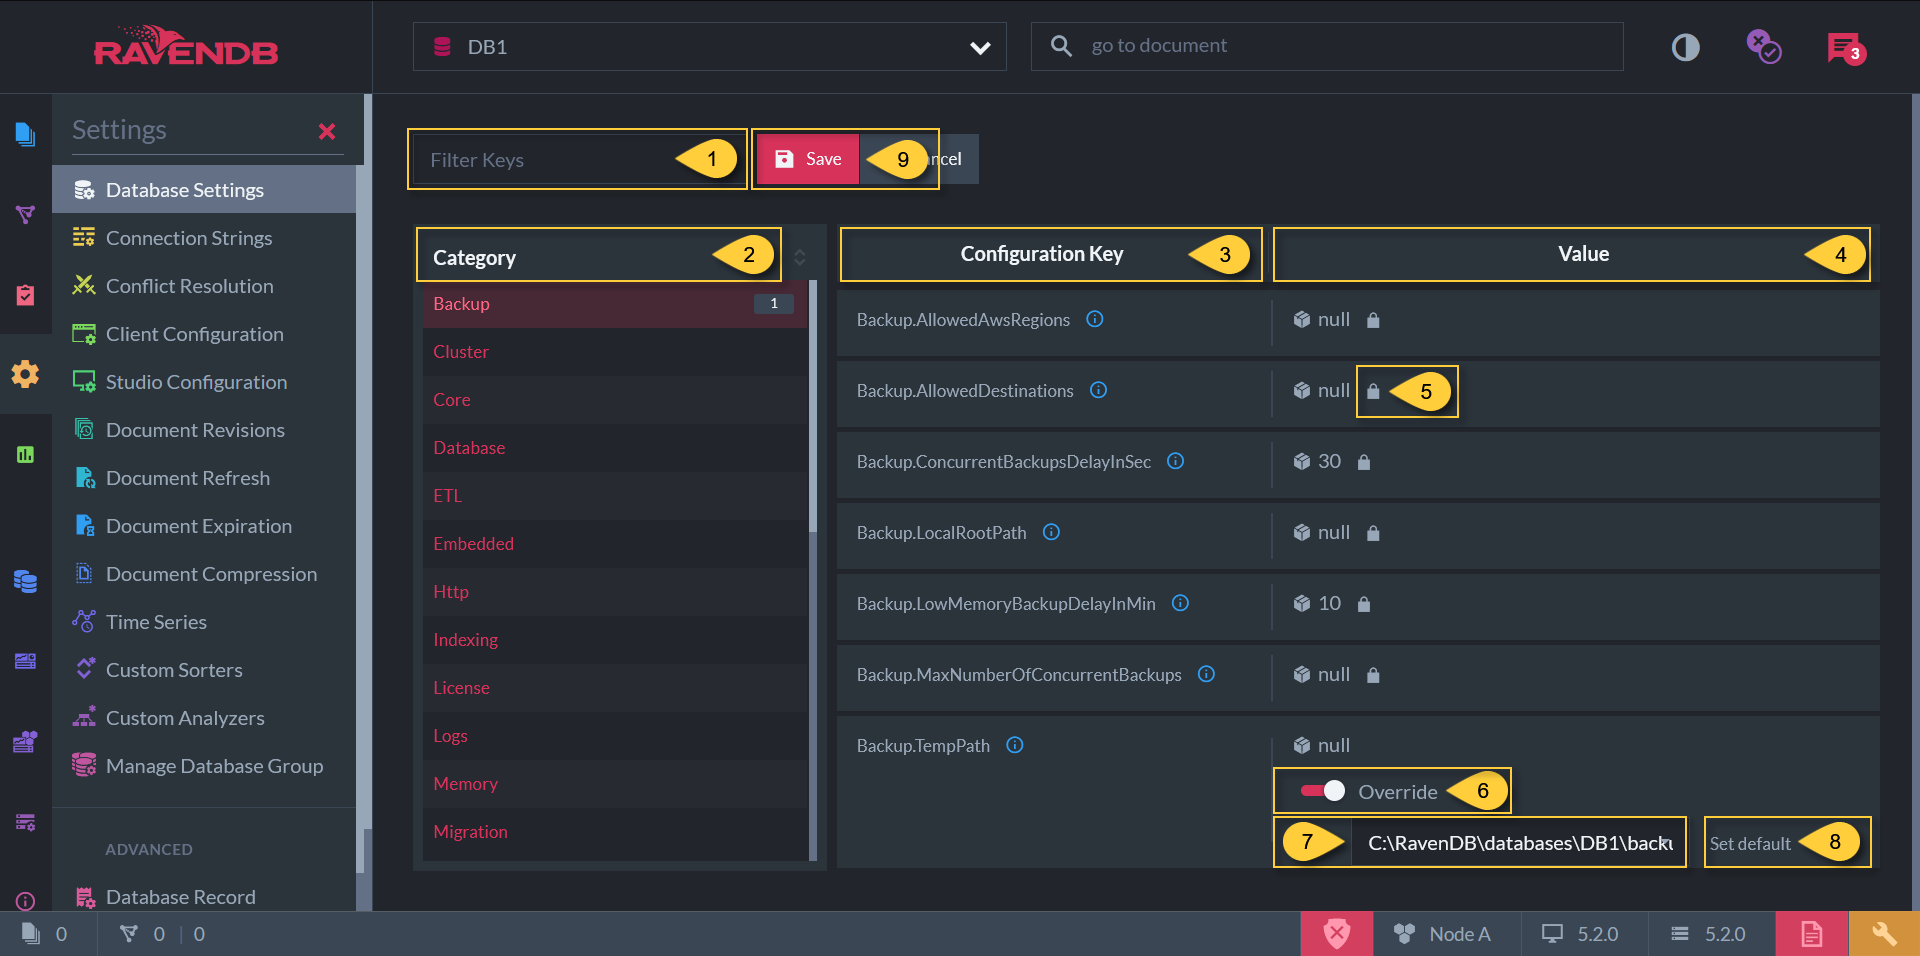 RAVENDB
DB1
go to document
3
Settings
Database Settings
Connection Strings
Conflict Resolution
Client Configuration
Studio Configuration
Document Revisions
Document Refresh
Document Expiration
Document Compression
Time Series
Custom Sorters
Custom Analyzers
Manage Database Group
ADVANCED
Database Record
Filter Keys
1
Save
9
ncel
Category
2
Configuration Key
3
Value
4
Backup
1
Cluster
Core
Database
ETL
Embedded
Http
Indexing
License
Logs
Memory
Migration
Backup.AllowedAwsRegions
null
Backup.AllowedDestinations
null
5
Backup.ConcurrentBackupsDelayInSec
30
Backup.LocalRootPath
null
Backup.LowMemoryBackupDelayInMin
10
Backup.MaxNumberOfConcurrentBackups
null
Backup.TempPath
null
Override
6
7
C:\RavenDB\databases\DB1\back
Set default
8
0
0
0
Node A
5.2.0
5.2.0